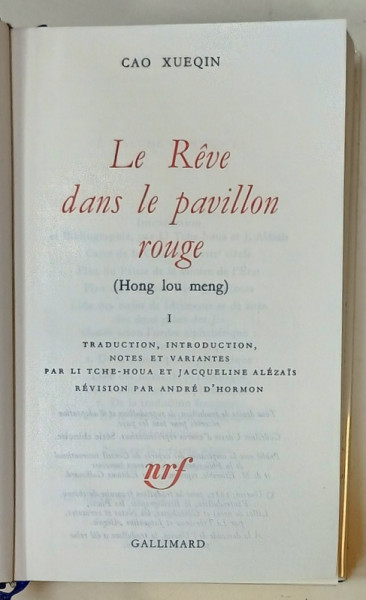 CAO XUEQIN
Le Rêve
dans le pavillon
rouge
(Hong lou meng)
I
TRADUCTION, INTRODUCTION,
NOTES ET VARIANTES
PAR LI TCHE-HOUA ET JACQUELINE ALÉZAÏS
RÉVISION PAR ANDRÉ D'HORMON
nrf
GALLIMARD